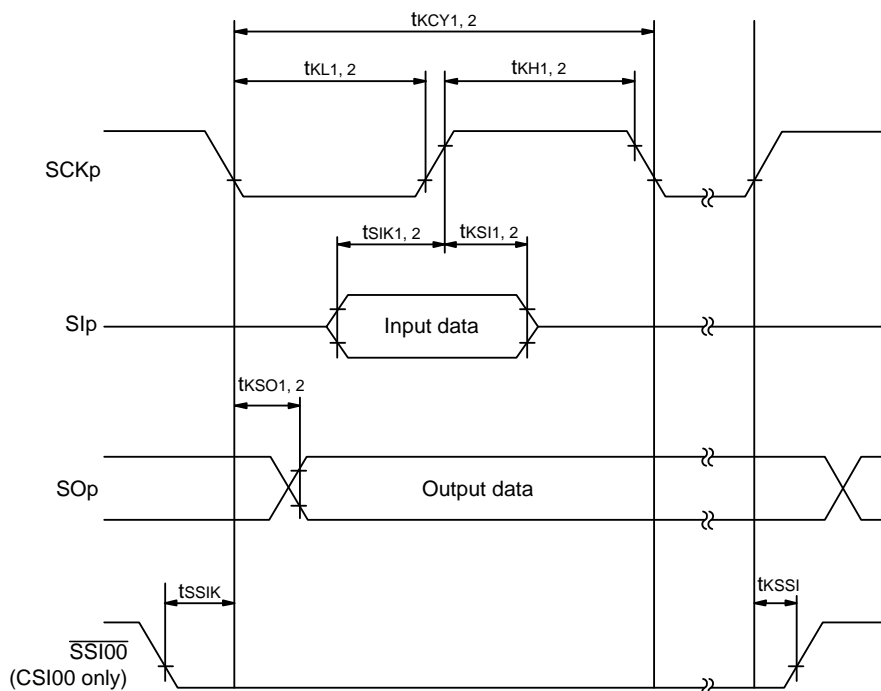 tKCY1, 2
tKL1, 2
tKH1, 2
SCKp
tSIK1, 2
tKSI1, 2
SIp
Input data
tKSO1, 2
SOp
Output data
tSSIK
tKSSI
SSI00
(CSI00 only)